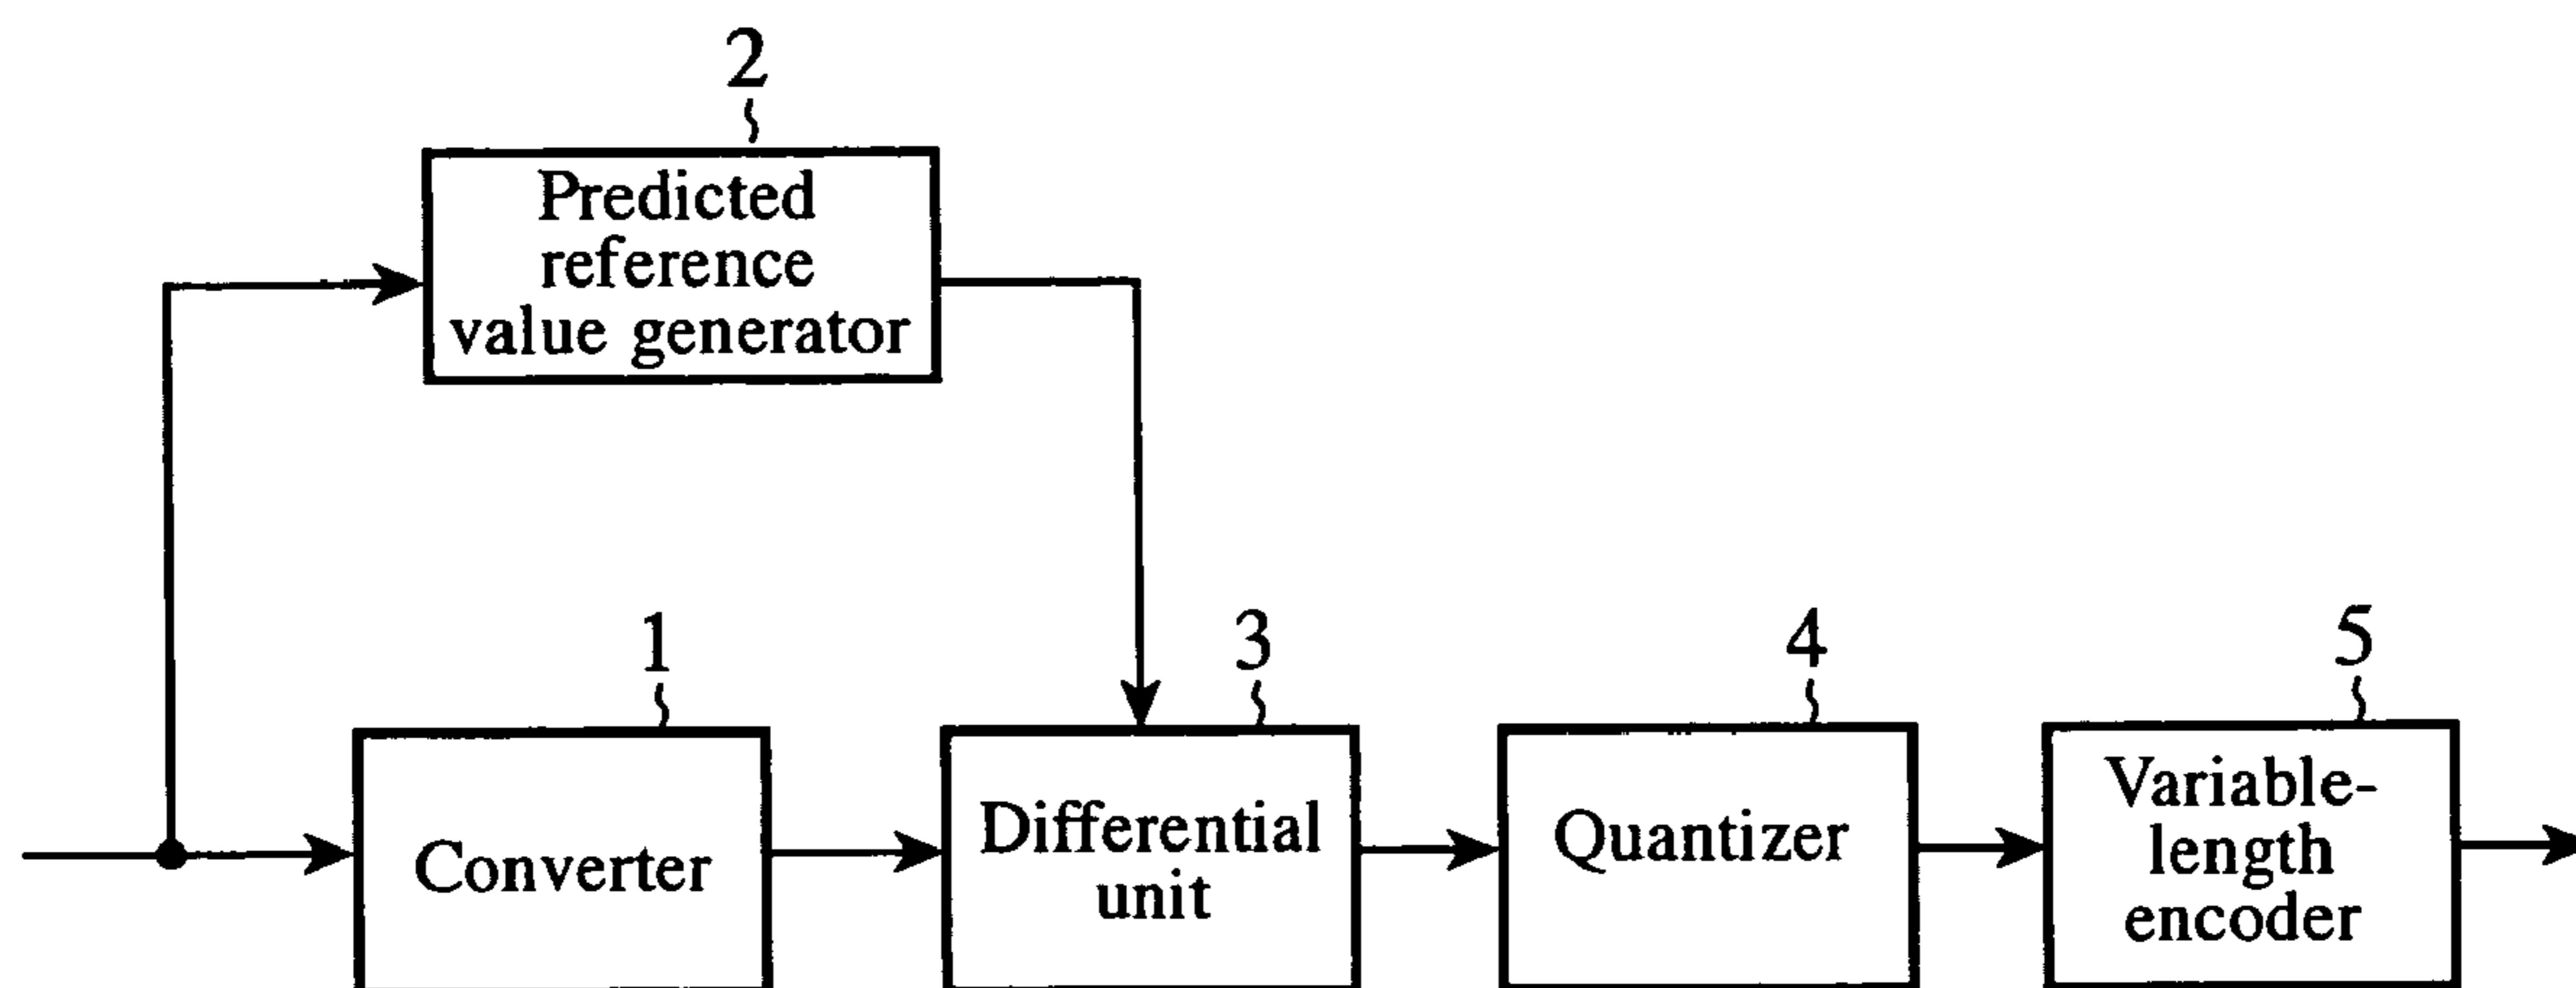 2
Predicted
reference
value generator
1
Converter
3
Differential
unit
4
Quantizer
5
Variable-
length
encoder